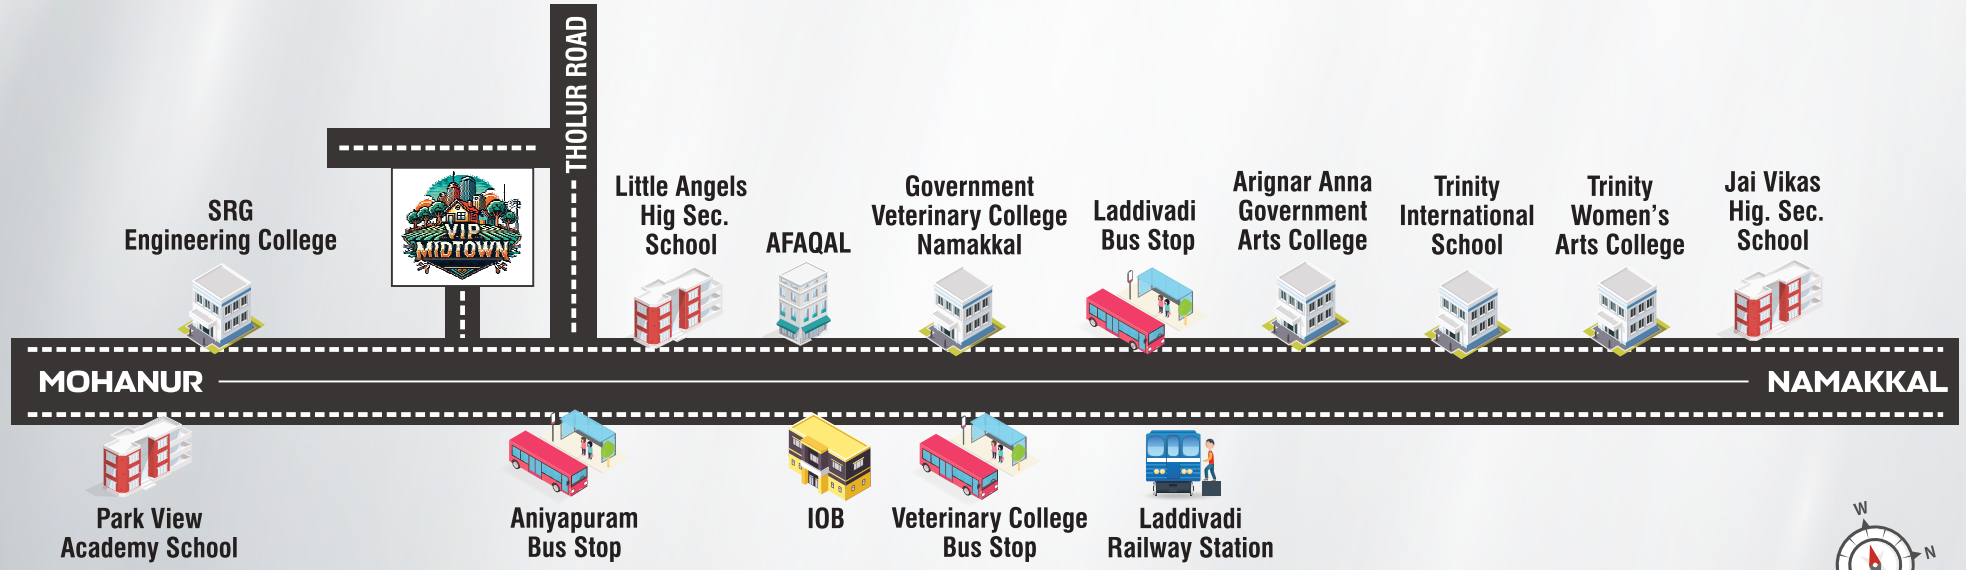 THOLUR ROAD
SRG
Engineering College
VIP
MIDTOWN
Little Angels
Hig Sec.
School
AFAQAL
Government
Veterinary College
Namakkal
Laddivadi
Bus Stop
Arignar Anna
Government
Arts College
Trinity
International
School
Trinity
Women's
Arts College
Jai Vikas
Hig. Sec.
School
MOHANUR
NAMAKKAL
Park View
Academy School
Aniyapuram
Bus Stop
IOB
Veterinary College
Bus Stop
Laddivadi
Railway Station
W
N